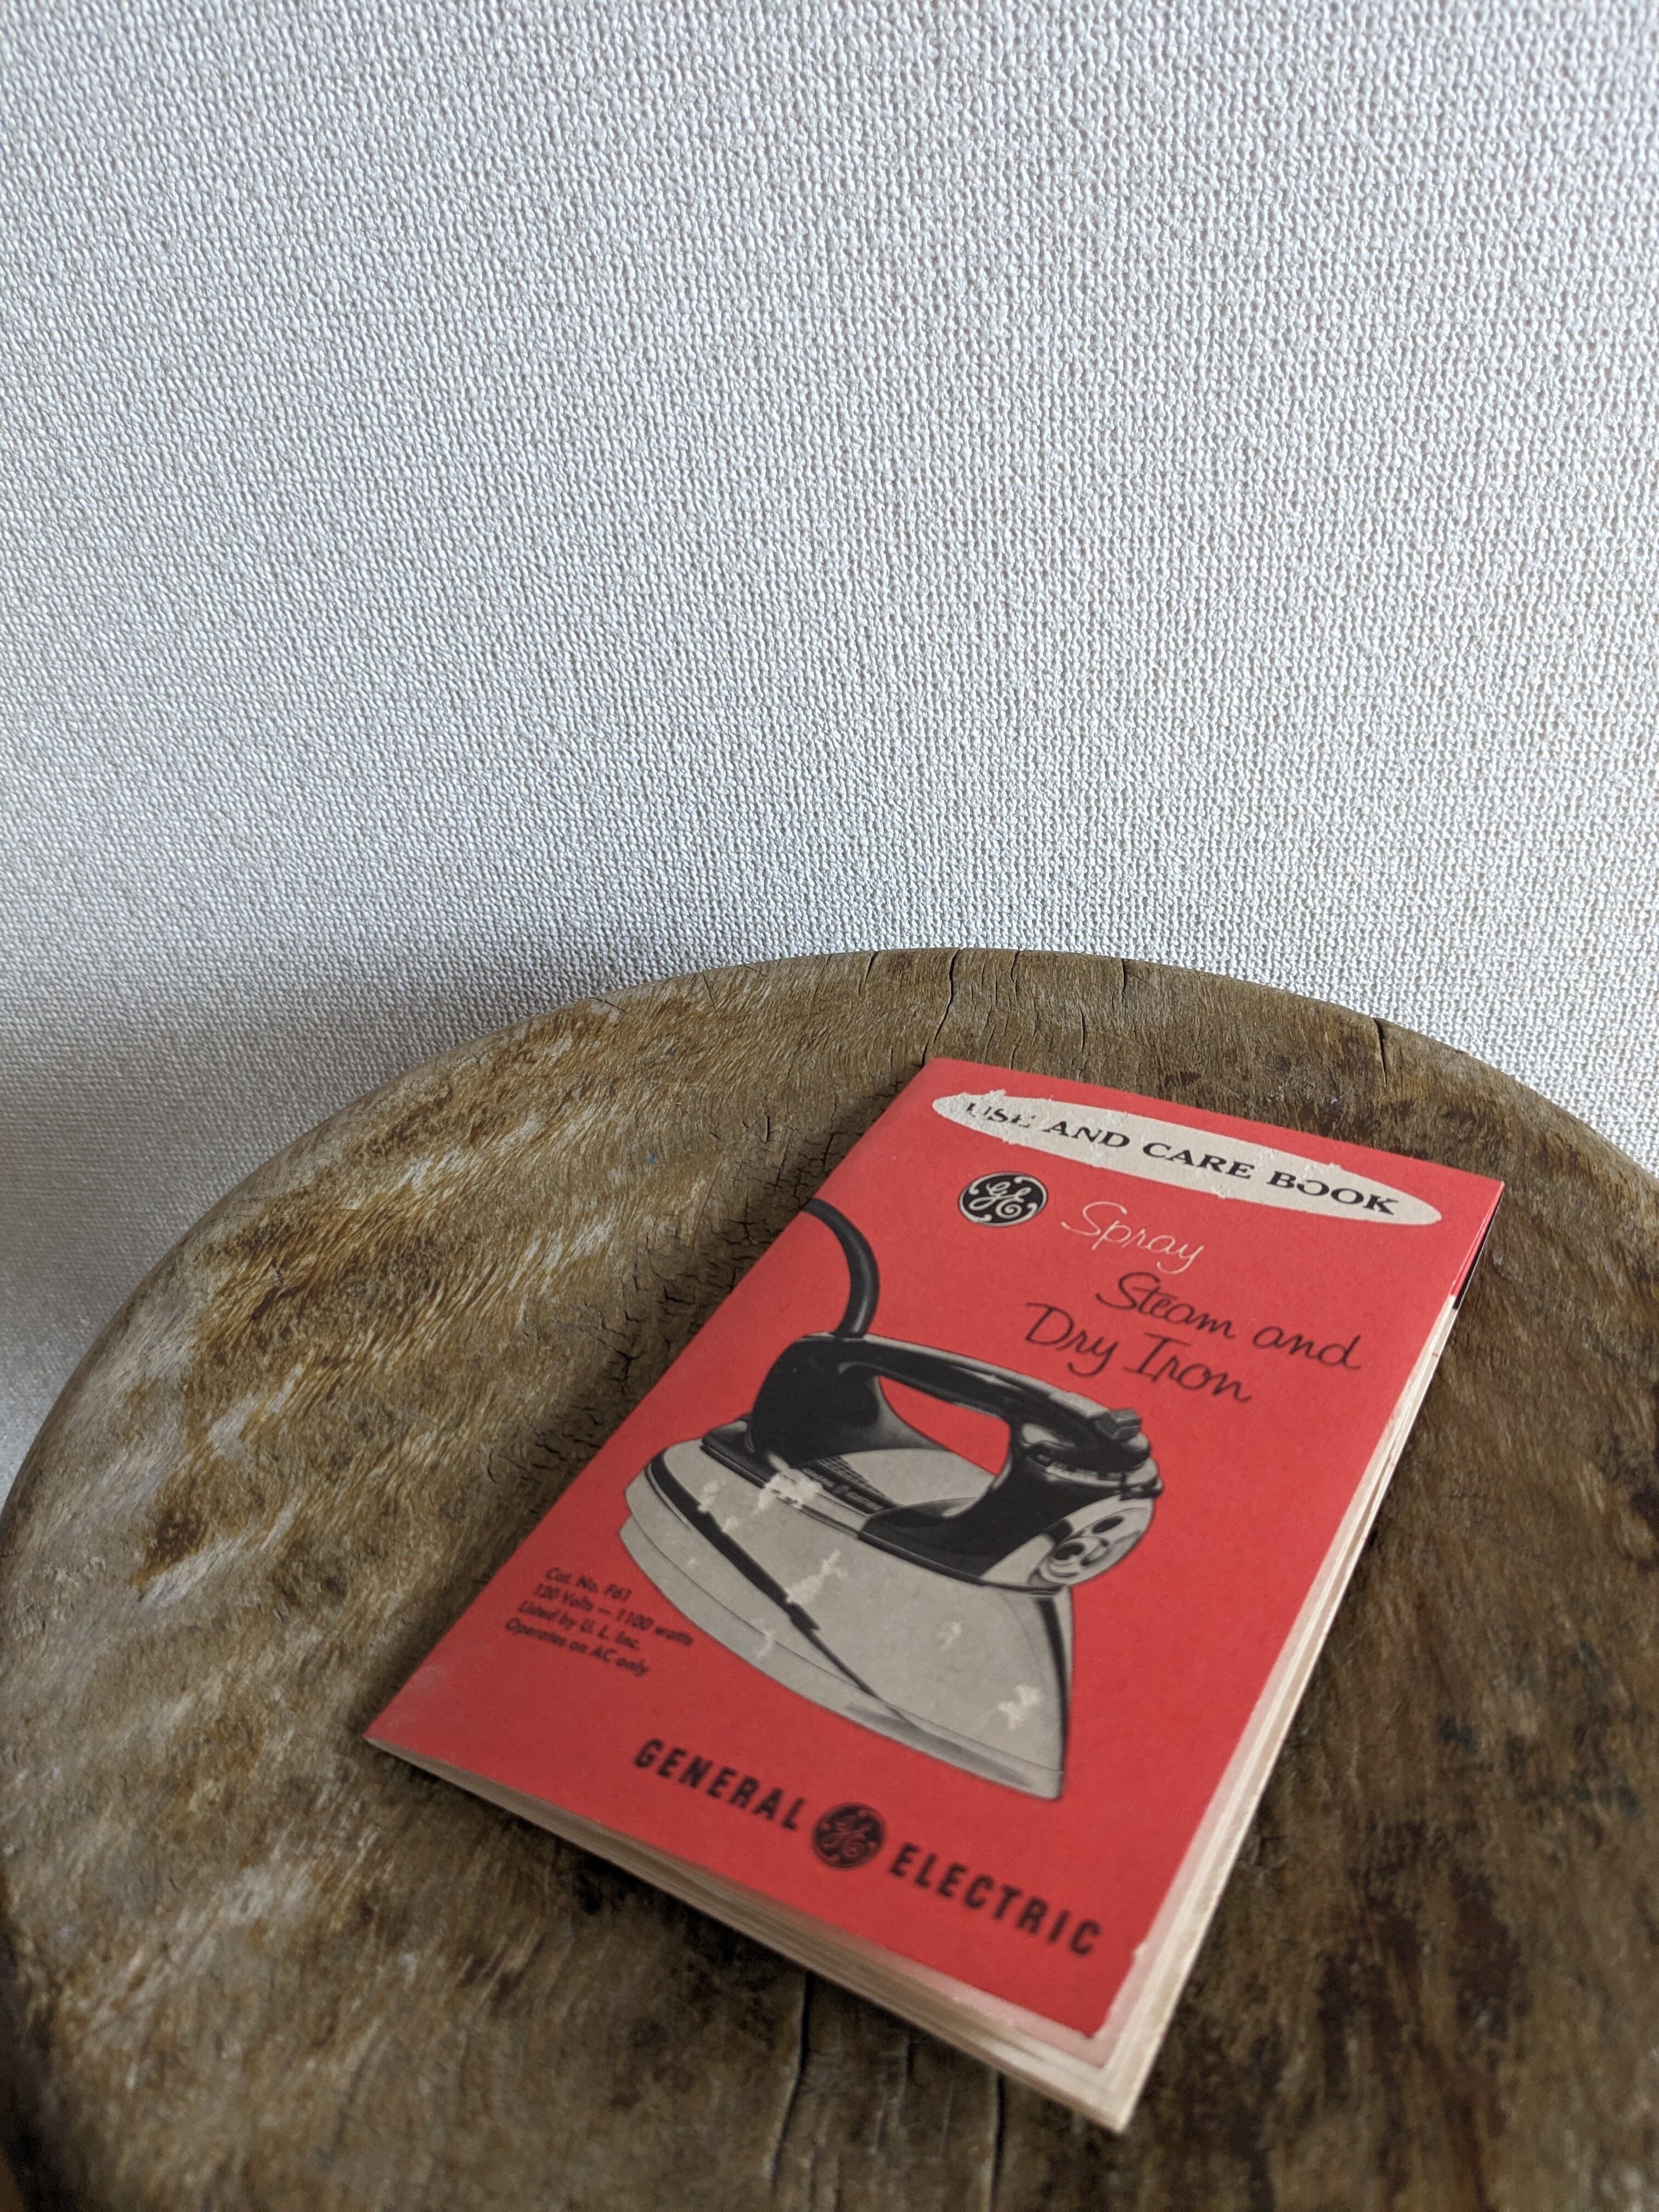 USE AND CARE BOOK
GE
Spray
Steam and
Dry Iron
Cat. No. F61
120 Volts — 1100 watts
Listed by U. L. Inc.
Operates on AC only
GENERAL GE ELECTRIC